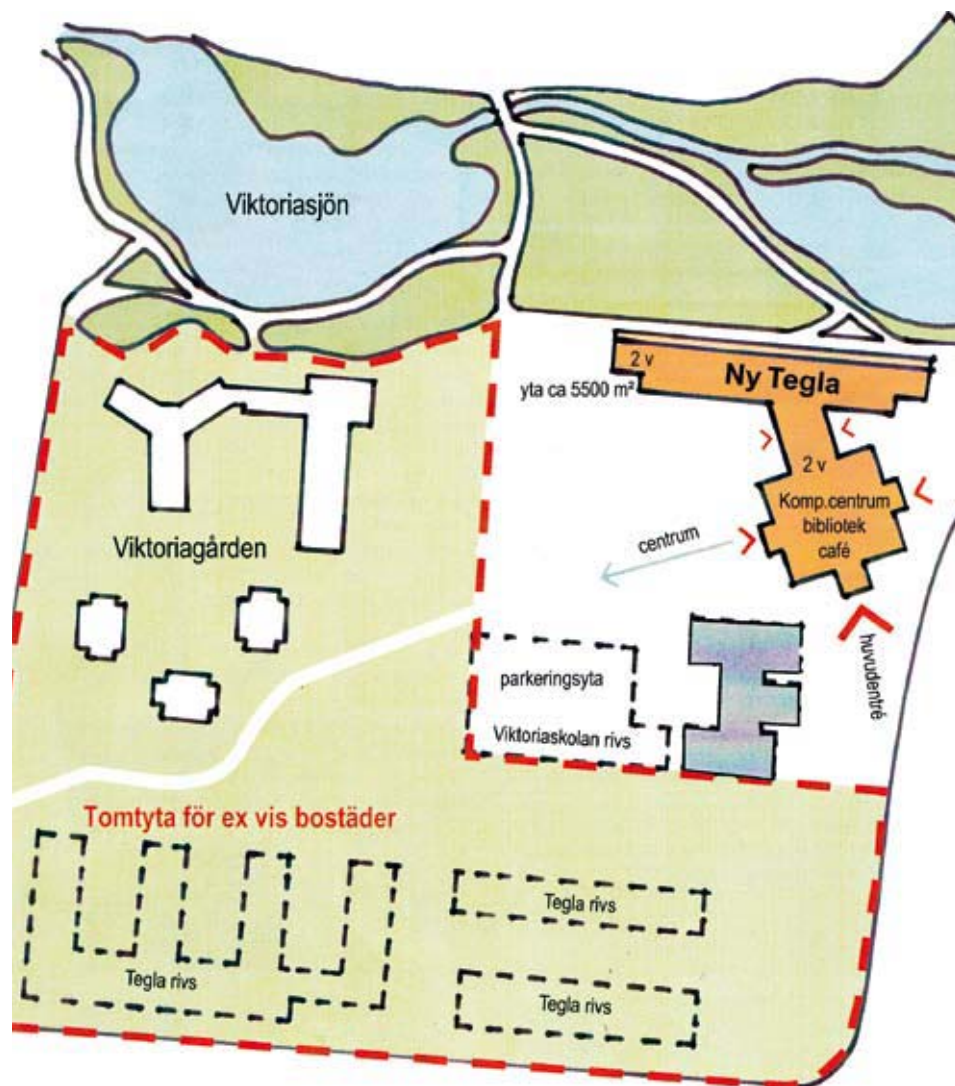 Viktoriasjön
2 v
Ny Tegla
yta ca 5500 m²
2 v
Komp.centrum
bibliotek
café
centrum
Viktoriagården
huvudentré
parkeringsyta
Viktoriaskolan rivs
Tomtyta för ex vis bostäder
Tegla rivs
Tegla rivs
Tegla rivs